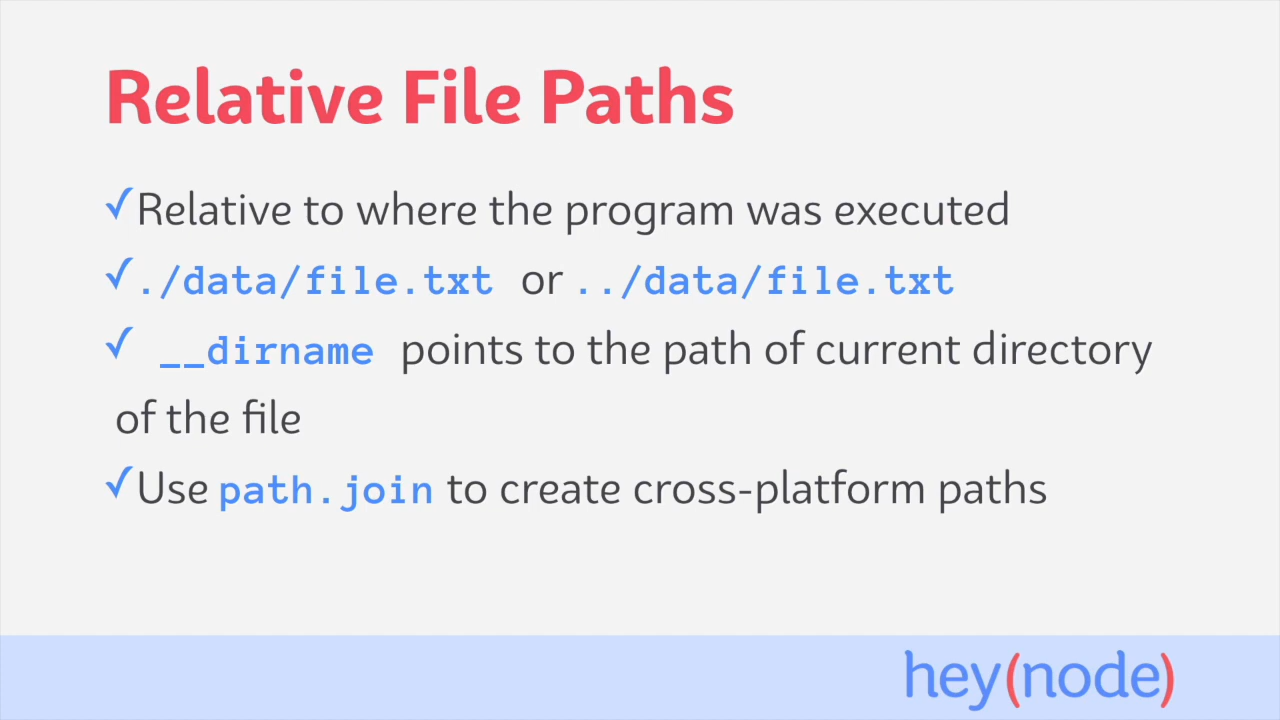 Relative File Paths
✓Relative to where the program was executed
✓./data/file.txt or ../data/file.txt
✓ __dirname points to the path of current directory
of the file
✓Use path.join to create cross-platform paths
hey(node)